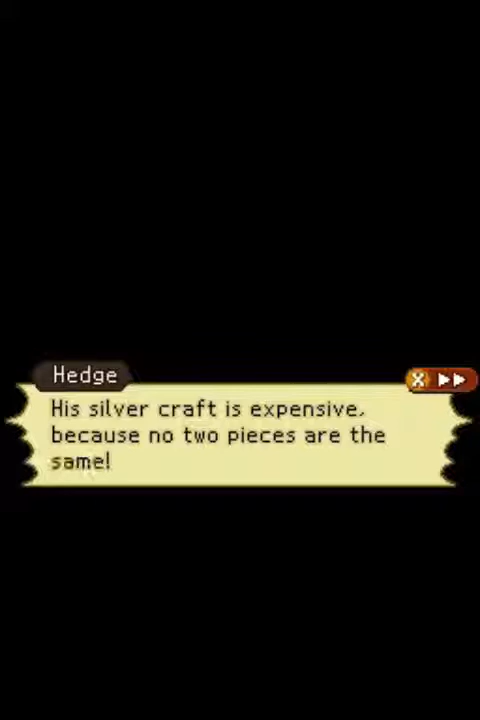 Hedge
X
His silver craft is expensive,
because no two pieces are the
same!